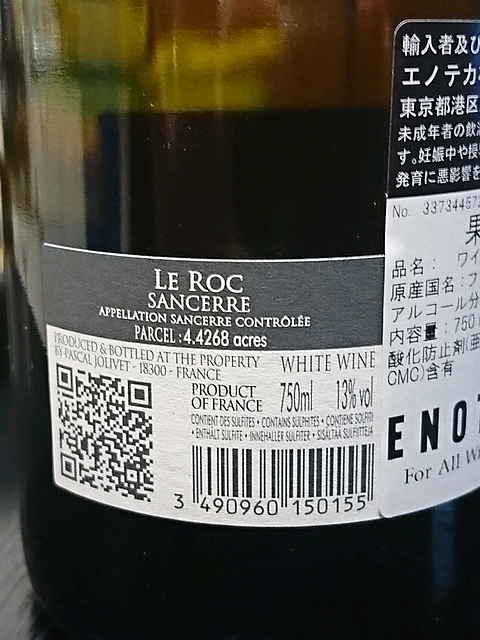 LE ROC
SANCERRE
APPELLATION SANCERRE CONTRÔLÉE
PARCEL : 4.4268 acres
PRODUCED & BOTTLED AT THE PROPERTY
BY PASCAL JOLIVET - 18300 - FRANCE
WHITE WINE
PRODUCT OF FRANCE
750ml 13% vol
CONTIENT DES SULFITES • CONTAINS SULPHITES • CONTIENE SOLFITI
• ENTHÄLT SULFITE • INNEHALLER SULFITER • SISALTAA SULFIITTEJA
3 490960 150155
輸入者及び
エノテカ
東京都港区
未成年者の飲
す。妊娠中や授
発育に悪影響を
No. 33734457
果
品名： ワイ
原産国名：フ
アルコール分
内容量：750
酸化防止剤(亜
CMC)含有
ENOT
For All W